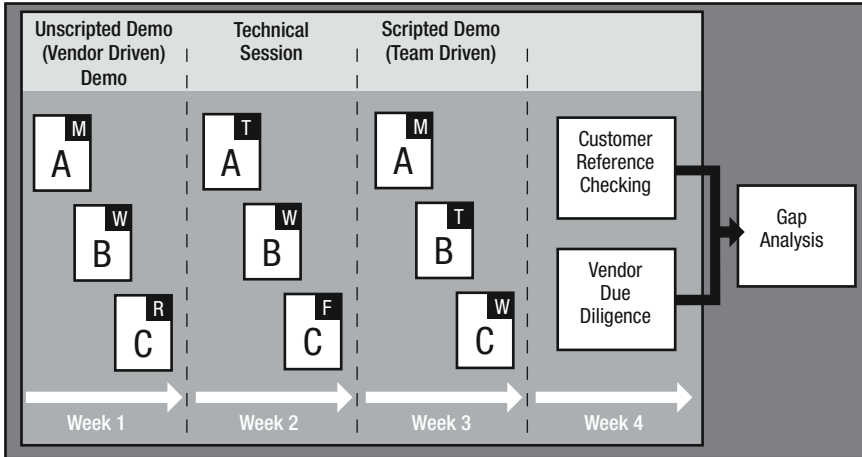 Unscripted Demo
(Vendor Driven)
Demo
Technical
Session
Scripted Demo
(Team Driven)
M
A
W
B
R
C
T
A
W
B
F
C
M
A
T
B
W
C
Customer
Reference
Checking
Vendor
Due
Diligence
Gap
Analysis
Week 1
Week 2
Week 3
Week 4